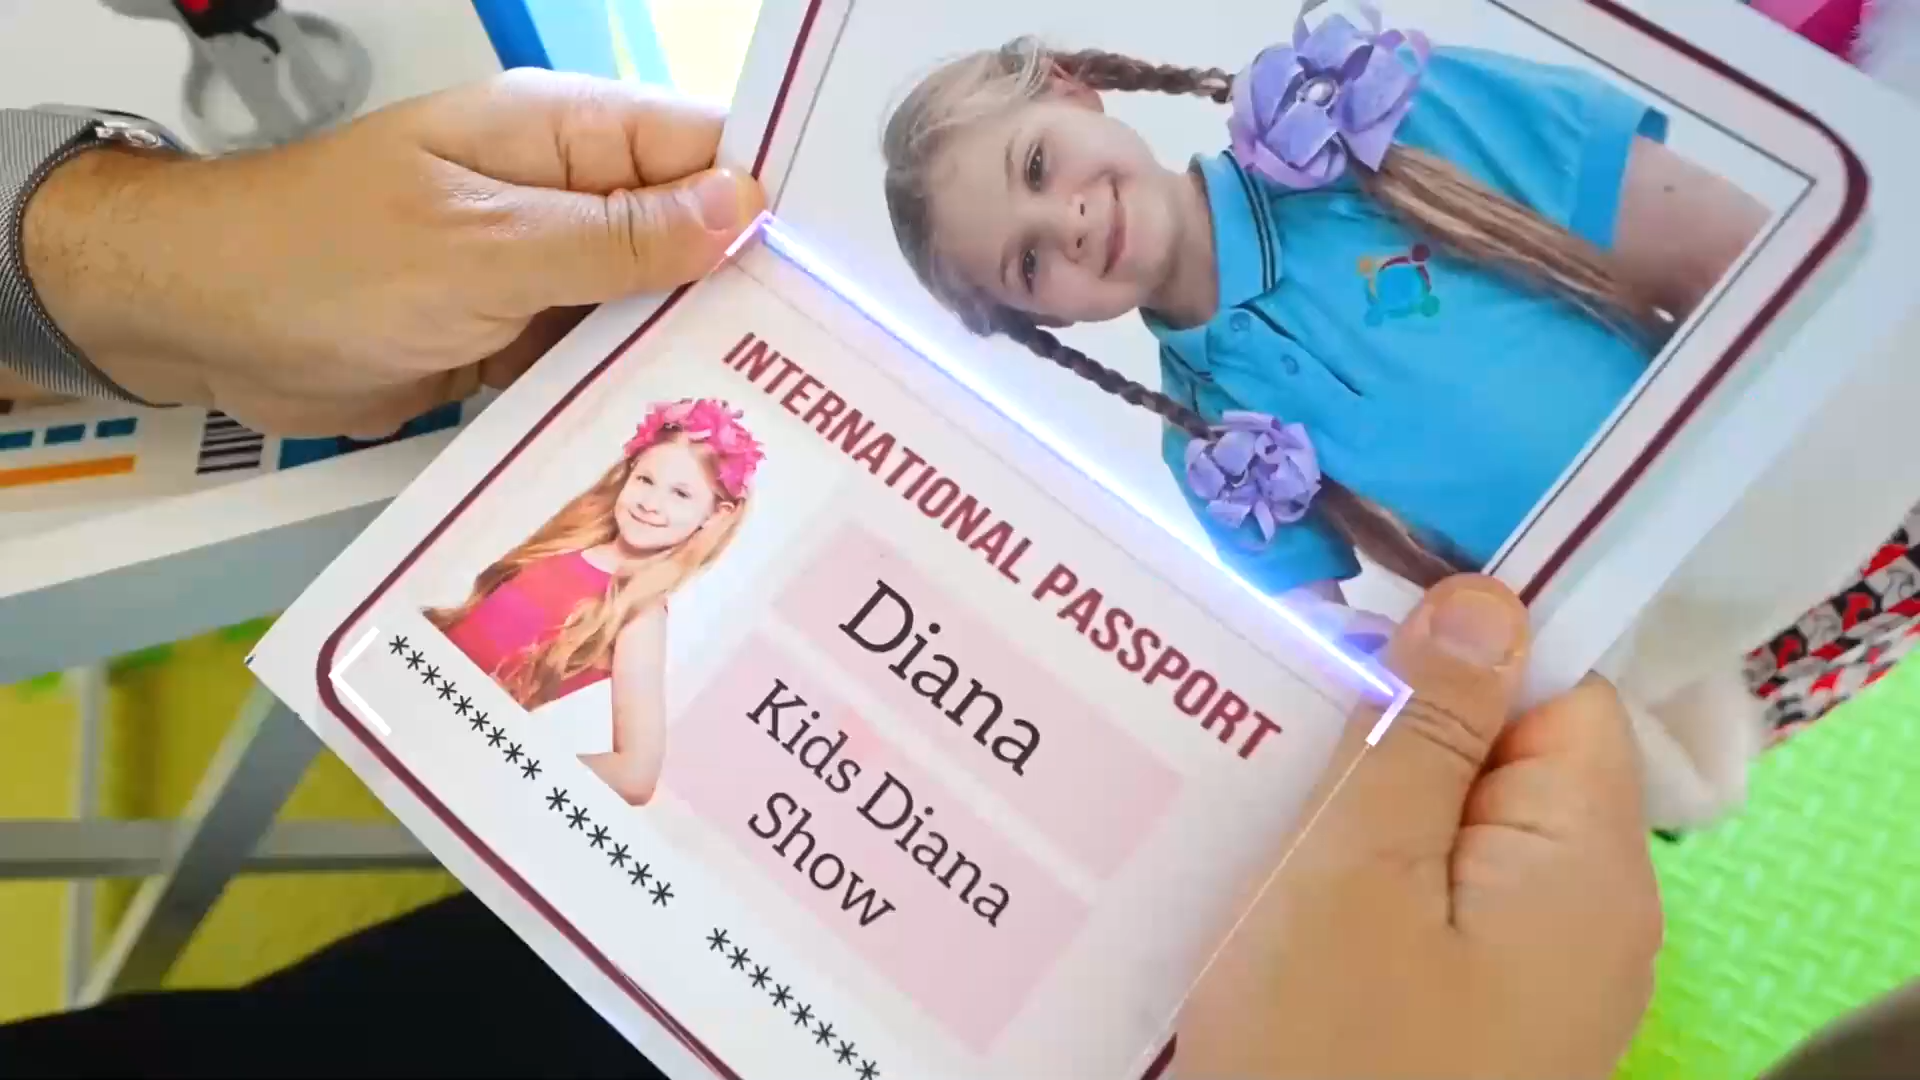 INTERNATIONAL PASSPORT
Diana
Kids Diana
Show
******** ****** ********